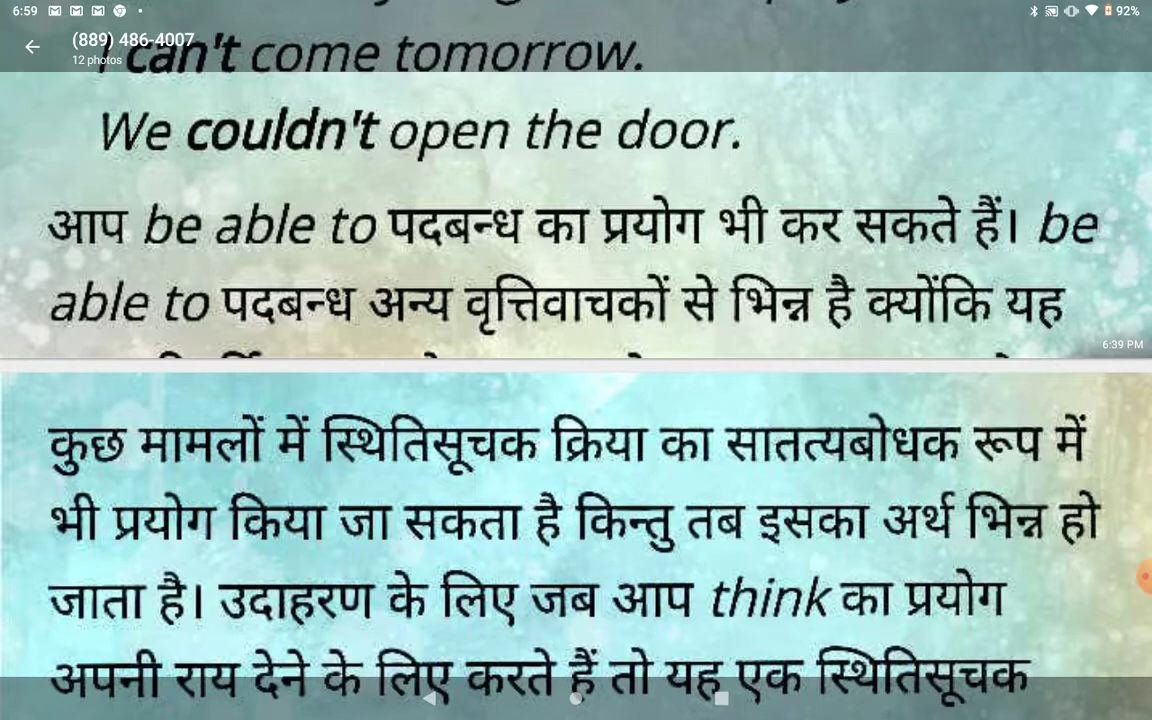 6:59
92%
(889) 486-4007
12 photos
I can't come tomorrow.
We couldn't open the door.
आप be able to पदबन्ध का प्रयोग भी कर सकते हैं। be
able to पदबन्ध अन्य वृत्तिवाचकों से भिन्न है क्योंकि यह
6:39 PM
कुछ मामलों में स्थितिसूचक क्रिया का सातत्यबोधक रूप में
भी प्रयोग किया जा सकता है किन्तु तब इसका अर्थ भिन्न हो
जाता है। उदाहरण के लिए जब आप think का प्रयोग
अपनी राय देने के लिए करते हैं तो यह एक स्थितिसूचक